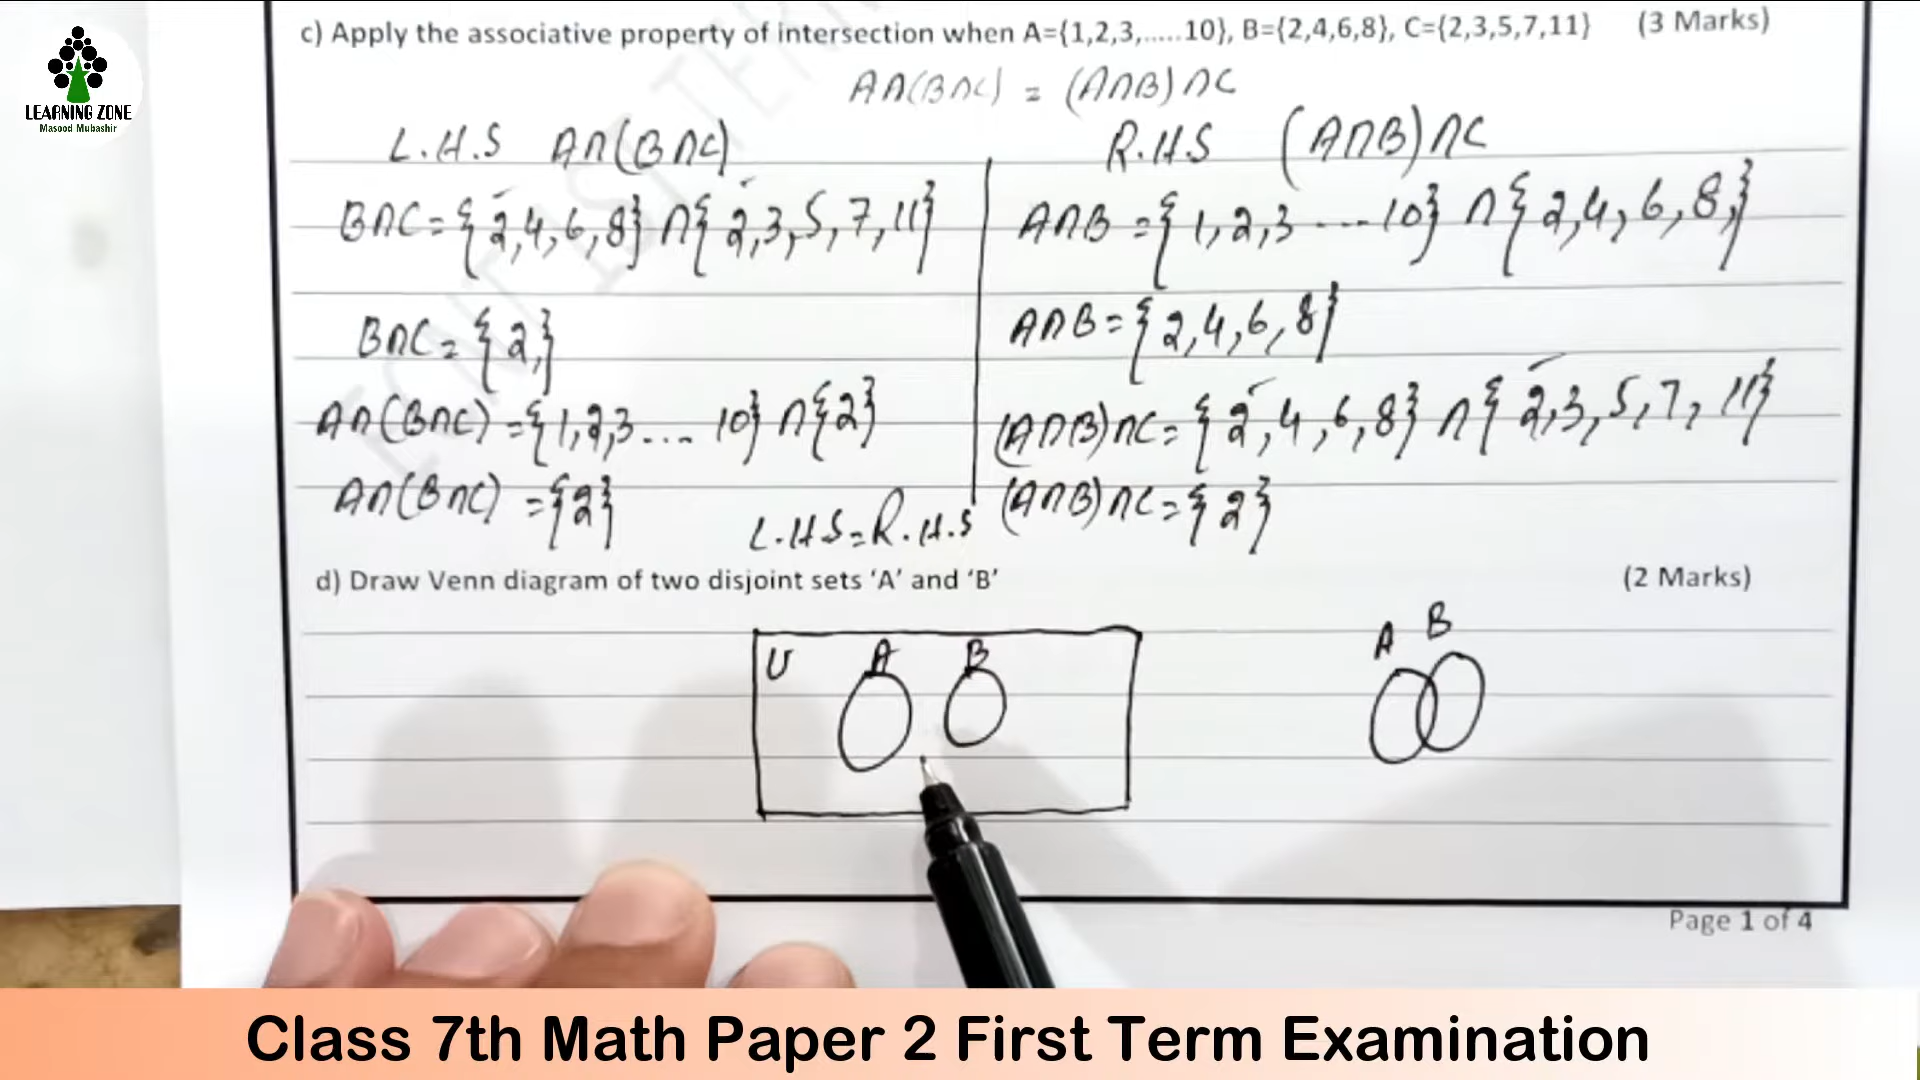 c) Apply the associative property of intersection when A={1,2,3,.....10}, B={2,4,6,8}, C={2,3,5,7,11} (3 Marks)
LEARNING ZONE
Masood Mubashir
A∩(B∩C) = (A∩B)∩C
L.H.S A∩(B∩C)
R.H.S (A∩B)∩C
B∩C={2,4,6,8}∩{2,3,5,7,11}
A∩B={1,2,3....10}∩{2,4,6,8,}
B∩C={2,}
A∩B={2,4,6,8}
A∩(B∩C)={1,2,3.... 10}∩{2}
(A∩B)∩C={2,4,6,8}∩{2,3,5,7,11}
A∩(B∩C)={2}
(A∩B)∩C={2}
L.H.S=R.H.S
d) Draw Venn diagram of two disjoint sets ‘A’ and ‘B’ (2 Marks)
U A B
A B
Page 1 of 4
Class 7th Math Paper 2 First Term Examination